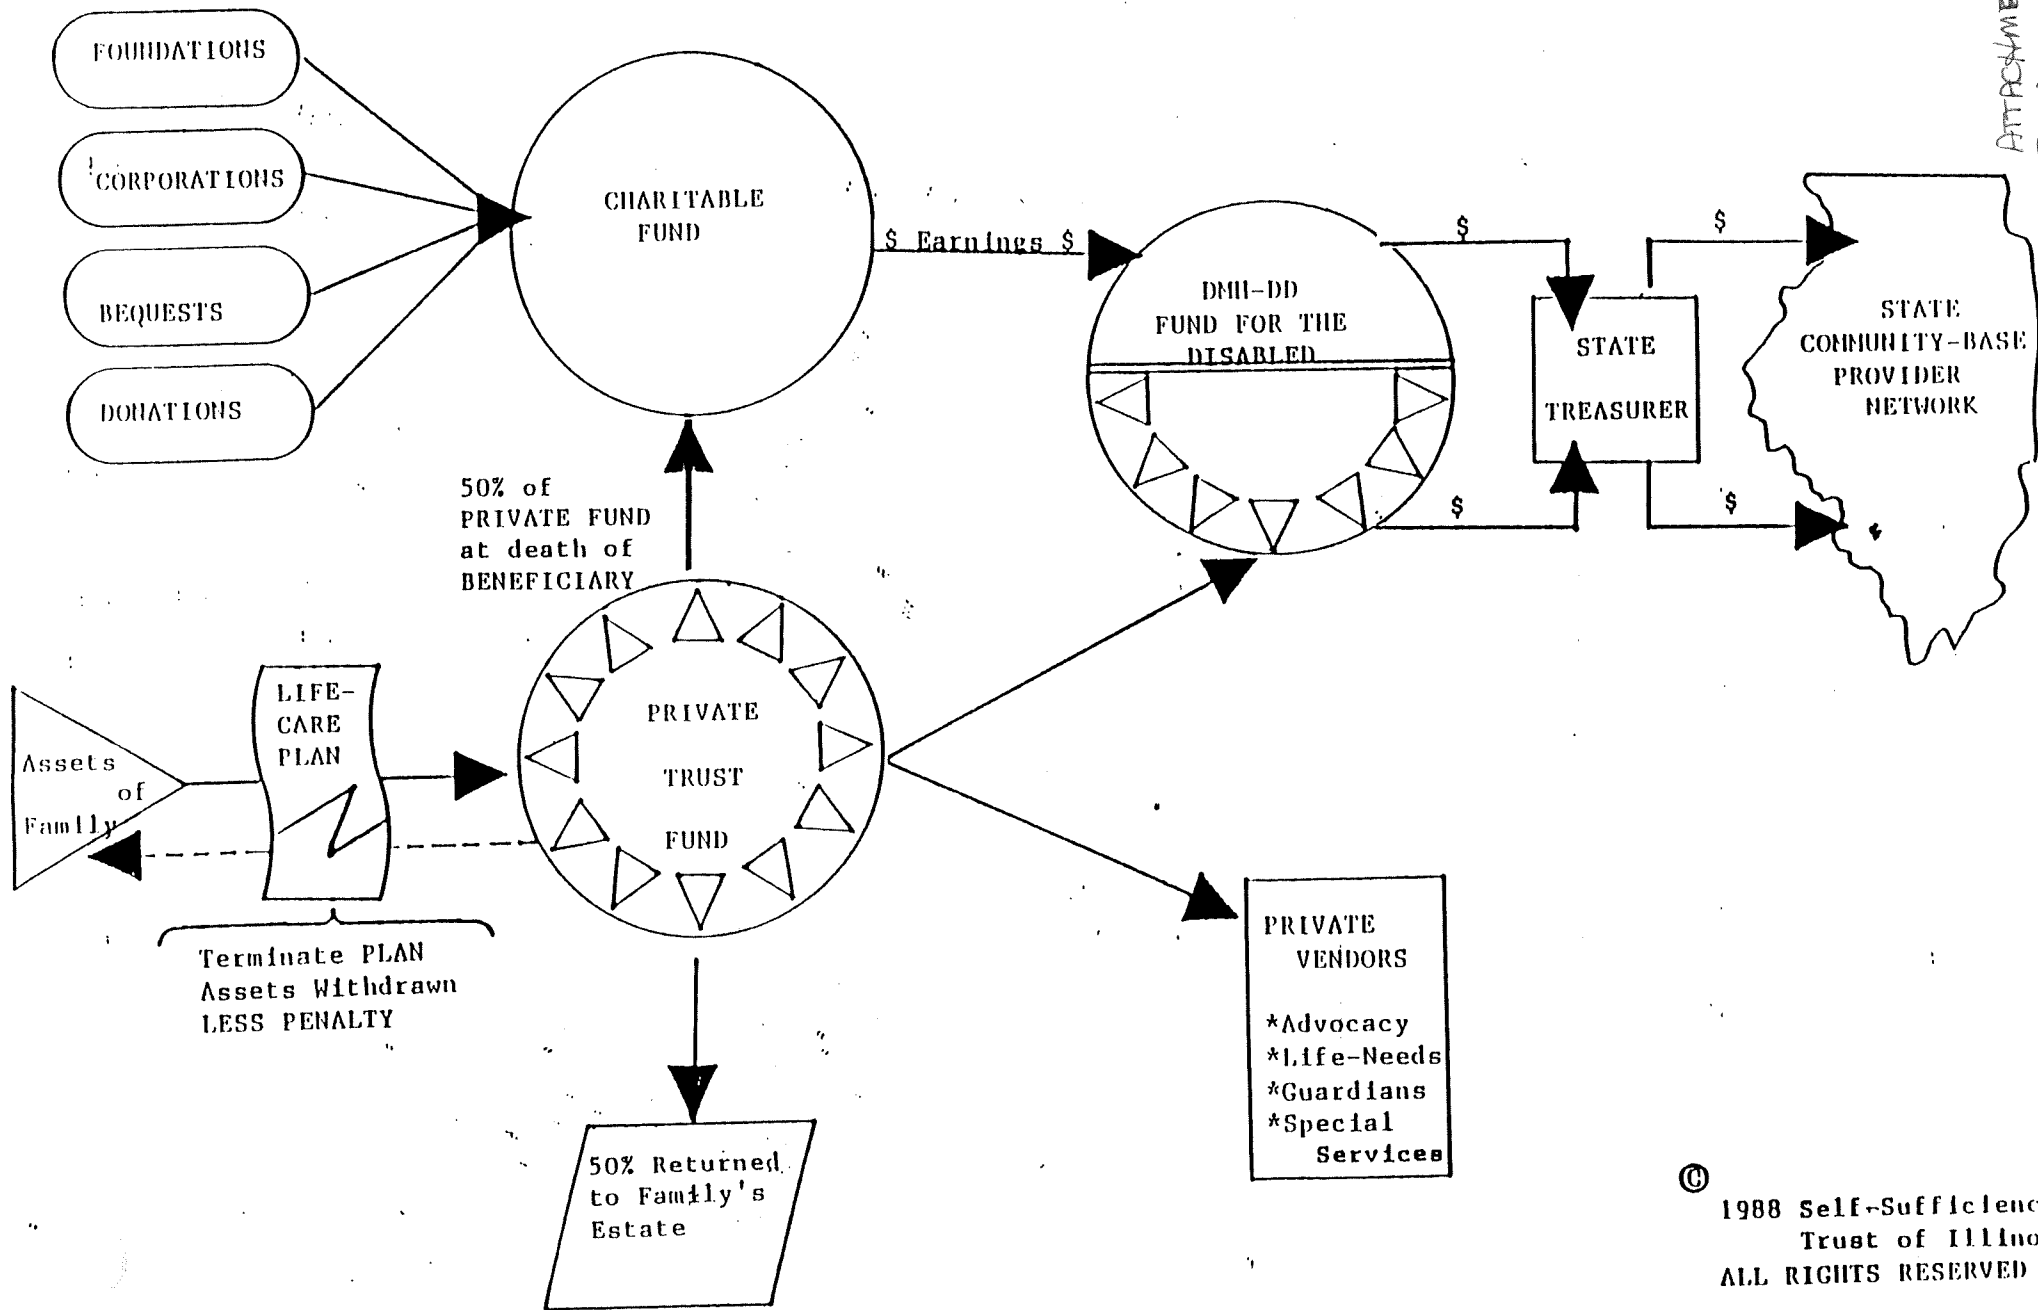 FOUNDATIONS
CORPORATIONS
BEQUESTS
DONATIONS
CHARITABLE
FUND
$ Earnings $
DMH-DD
FUND FOR THE
DISABLED
$
$
STATE
TREASURER
$
$
STATE
COMMUNITY-BASE
PROVIDER
NETWORK
50% of
PRIVATE FUND
at death of
BENEFICIARY
Assets
of
Family
LIFE-
CARE
PLAN
Terminate PLAN
Assets Withdrawn
LESS PENALTY
PRIVATE
TRUST
FUND
50% Returned
to Family's
Estate
PRIVATE
VENDORS
*Advocacy
*Life-Needs
*Guardians
*Special
Services
©
1988 Self-Sufficienc
Trust of Illino
ALL RIGHTS RESERVED